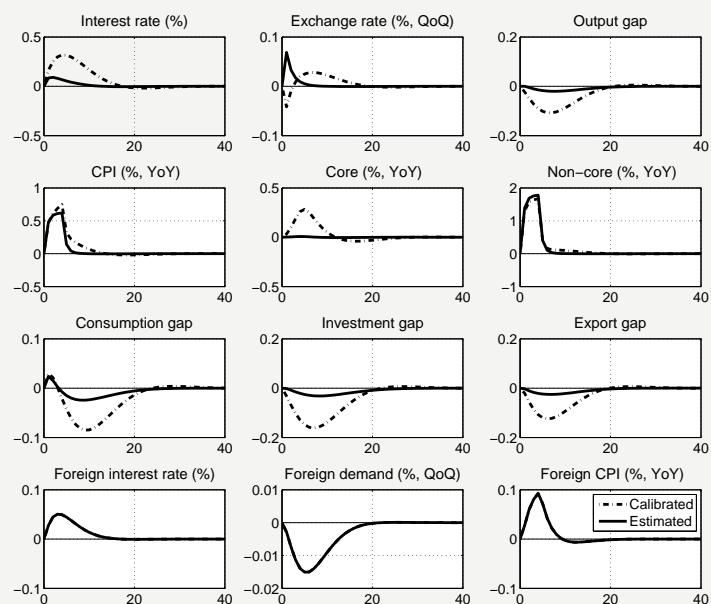 Interest rate (%) Exchange rate (%, QoQ) Output gap
0.5 0.1 0.2
0 0 0
−0.5 −0.1 −0.2
0 20 40 0 20 40 0 20 40
CPI (%, YoY) Core (%, YoY) Non−core (%, YoY)
1 0.5 2
0.5 0 1
0 −0.5 0
−0.5 −1
0 20 40 0 20 40 0 20 40
Consumption gap Investment gap Export gap
0.1 0.2 0.2
0 0 0
−0.1 −0.2 −0.2
0 20 40 0 20 40 0 20 40
Foreign interest rate (%) Foreign demand (%, QoQ) Foreign CPI (%, YoY)
0.1 0.01 0.1
Calibrated
Estimated
0 0 0
−0.01
−0.1 −0.02 −0.1
0 20 40 0 20 40 0 20 40